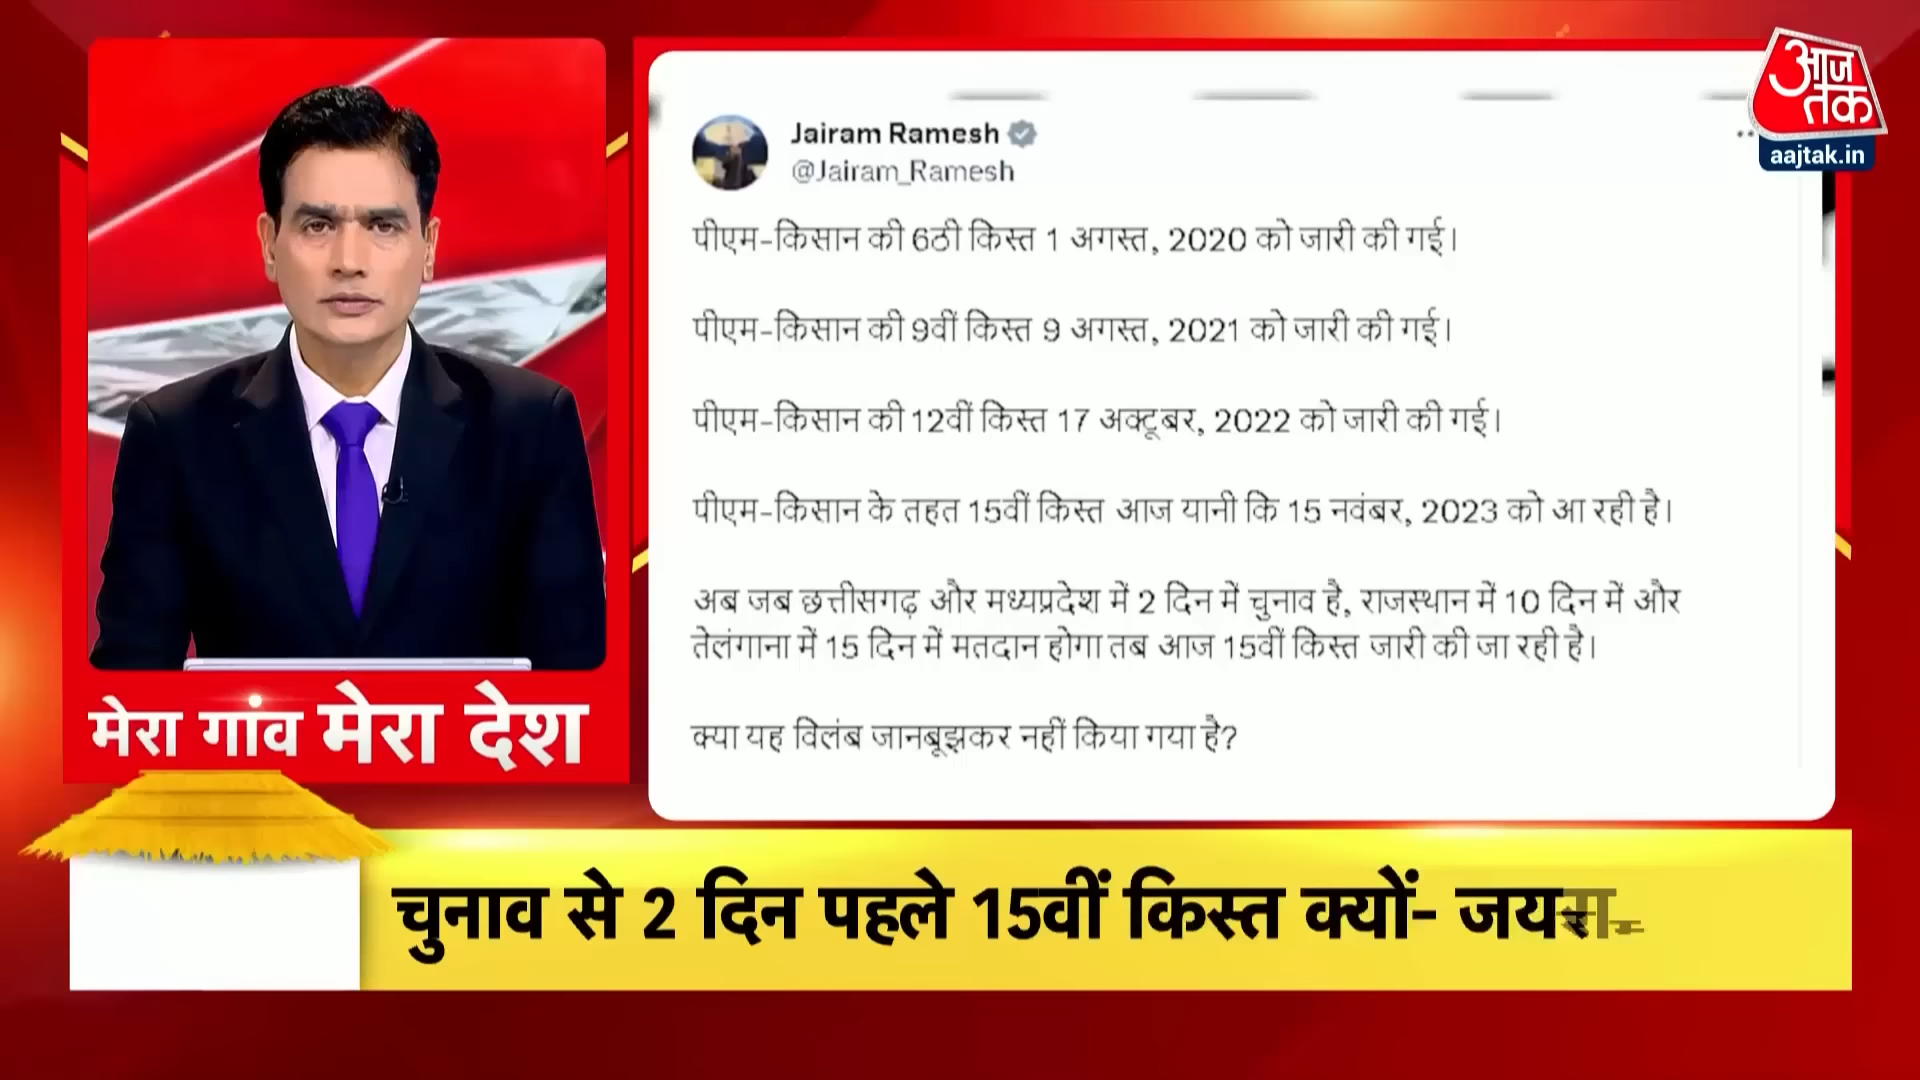 आज
तक
aajtak.in
Jairam Ramesh
@Jairam_Ramesh
पीएम-किसान की 6ठी किस्त 1 अगस्त, 2020 को जारी की गई।
पीएम-किसान की 9वीं किस्त 9 अगस्त, 2021 को जारी की गई।
पीएम-किसान की 12वीं किस्त 17 अक्टूबर, 2022 को जारी की गई।
पीएम-किसान के तहत 15वीं किस्त आज यानी कि 15 नवंबर, 2023 को आ रही है।
अब जब छत्तीसगढ़ और मध्यप्रदेश में 2 दिन में चुनाव है, राजस्थान में 10 दिन में और
तेलंगाना में 15 दिन में मतदान होगा तब आज 15वीं किस्त जारी की जा रही है।
क्या यह विलंब जानबूझकर नहीं किया गया है?
मेरा गांव मेरा देश
चुनाव से 2 दिन पहले 15वीं किस्त क्यों-